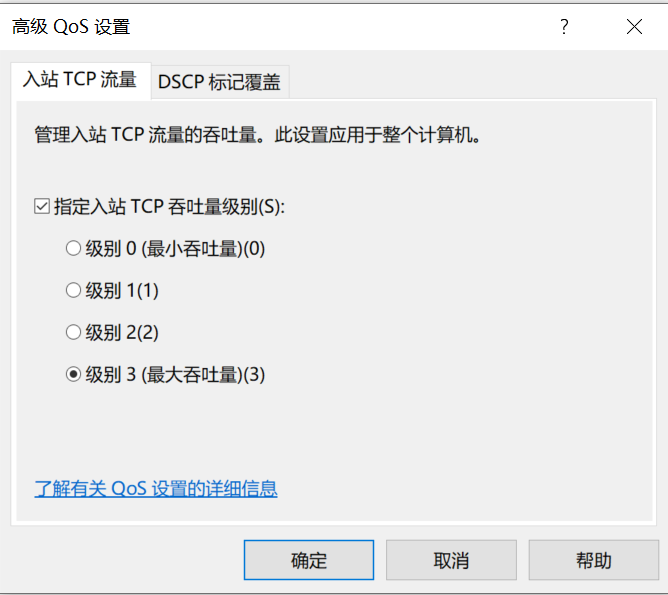 高级 QoS 设置
入站 TCP 流量
DSCP 标记覆盖
管理入站 TCP 流量的吞吐量。此设置应用于整个计算机。
指定入站 TCP 吞吐量级别(S):
级别 0 (最小吞吐量)(0)
级别 1(1)
级别 2(2)
级别 3 (最大吞吐量)(3)
了解有关 QoS 设置的详细信息
确定
取消
帮助